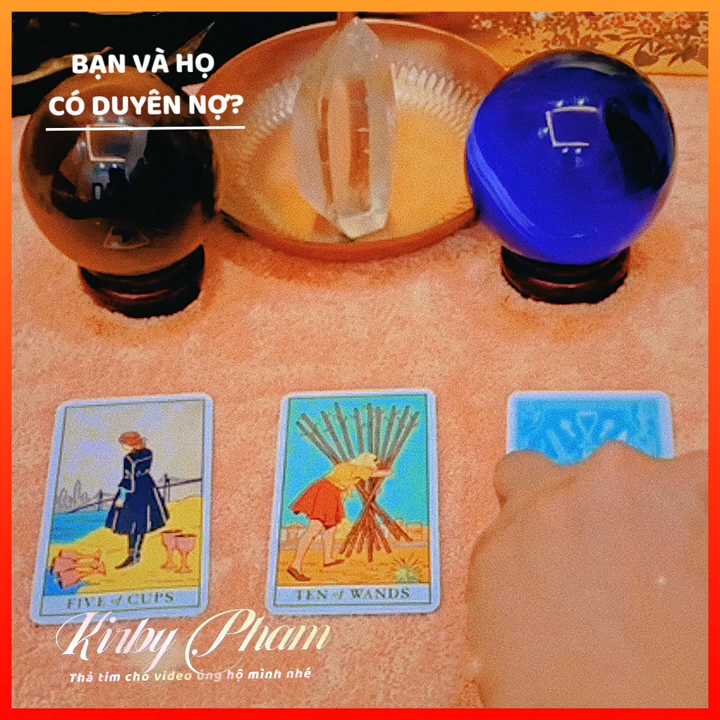 BẠN VÀ HỌ
CÓ DUYÊN NỢ?
FIVE of CUPS
TEN of WANDS
Kirby Pham
Thả tim cho video ủng hộ mình nhé